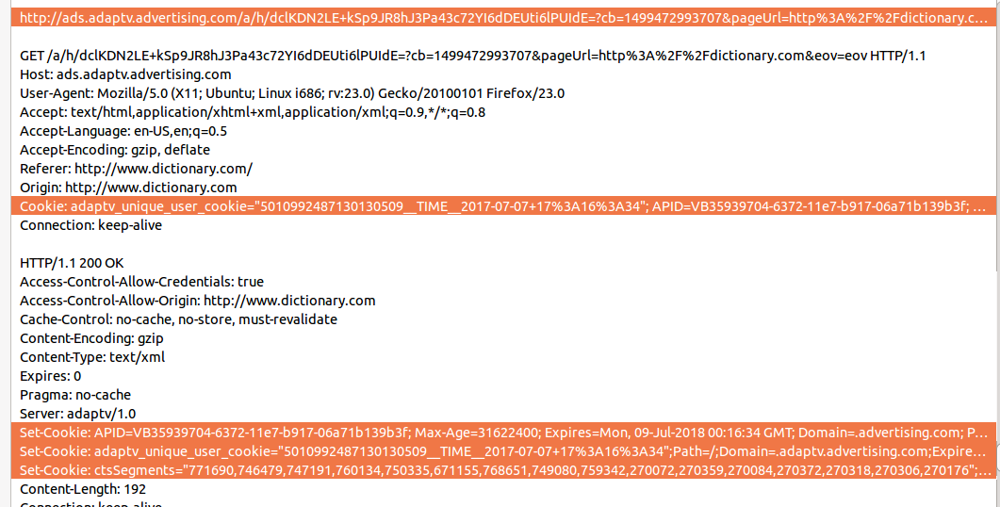 http://ads.adaptv.advertising.com/a/h/dclKDN2LE+kSp9JR8hJ3Pa43c72YI6dDEUti6lPUIdE=?cb=1499472993707&pageUrl=http%3A%2F%2Fdictionary.c...
GET /a/h/dclKDN2LE+kSp9JR8hJ3Pa43c72YI6dDEUti6lPUIdE=?cb=1499472993707&pageUrl=http%3A%2F%2Fdictionary.com&eov=eov HTTP/1.1
Host: ads.adaptv.advertising.com
User-Agent: Mozilla/5.0 (X11; Ubuntu; Linux i686; rv:23.0) Gecko/20100101 Firefox/23.0
Accept: text/html,application/xhtml+xml,application/xml;q=0.9,*/*;q=0.8
Accept-Language: en-US,en;q=0.5
Accept-Encoding: gzip, deflate
Referer: http://www.dictionary.com/
Origin: http://www.dictionary.com
Cookie: adaptv_unique_user_cookie="5010992487130130509__TIME__2017-07-07+17%3A16%3A34"; APID=VB35939704-6372-11e7-b917-06a71b139b3f; ...
Connection: keep-alive
HTTP/1.1 200 OK
Access-Control-Allow-Credentials: true
Access-Control-Allow-Origin: http://www.dictionary.com
Cache-Control: no-cache, no-store, must-revalidate
Content-Encoding: gzip
Content-Type: text/xml
Expires: 0
Pragma: no-cache
Server: adaptv/1.0
Set-Cookie: APID=VB35939704-6372-11e7-b917-06a71b139b3f; Max-Age=31622400; Expires=Mon, 09-Jul-2018 00:16:34 GMT; Domain=.advertising.com; P...
Set-Cookie: adaptv_unique_user_cookie="5010992487130130509__TIME__2017-07-07+17%3A16%3A34";Path=/;Domain=.adaptv.advertising.com;Expire...
Set-Cookie: ctsSegments="771690,746479,747191,760134,750335,671155,768651,749080,759342,270072,270359,270084,270372,270318,270306,270176";...
Content-Length: 192
Connection: keep-alive